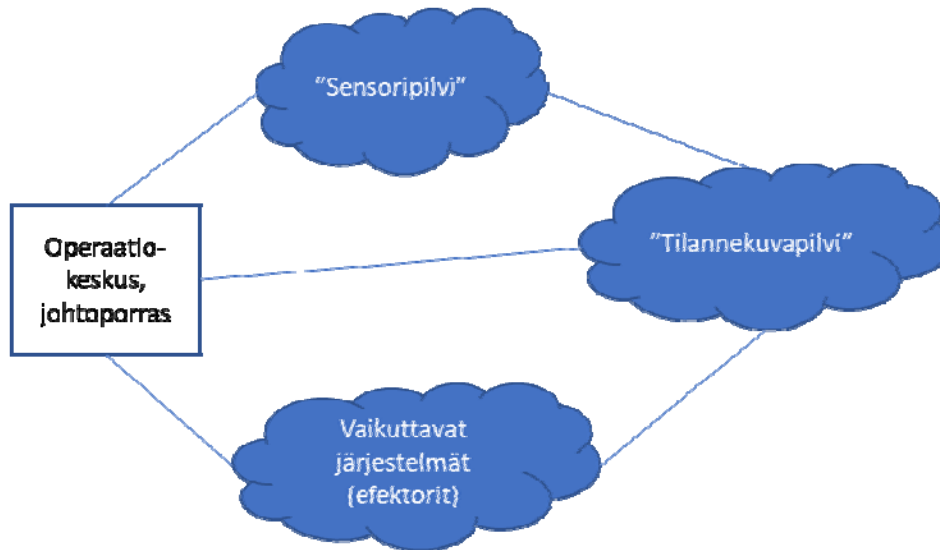 ”Sensoripilvi”
Operaatio-
keskus,
johtoporras
”Tilannekuvapilvi”
Vaikuttavat
järjestelmät
(efektorit)